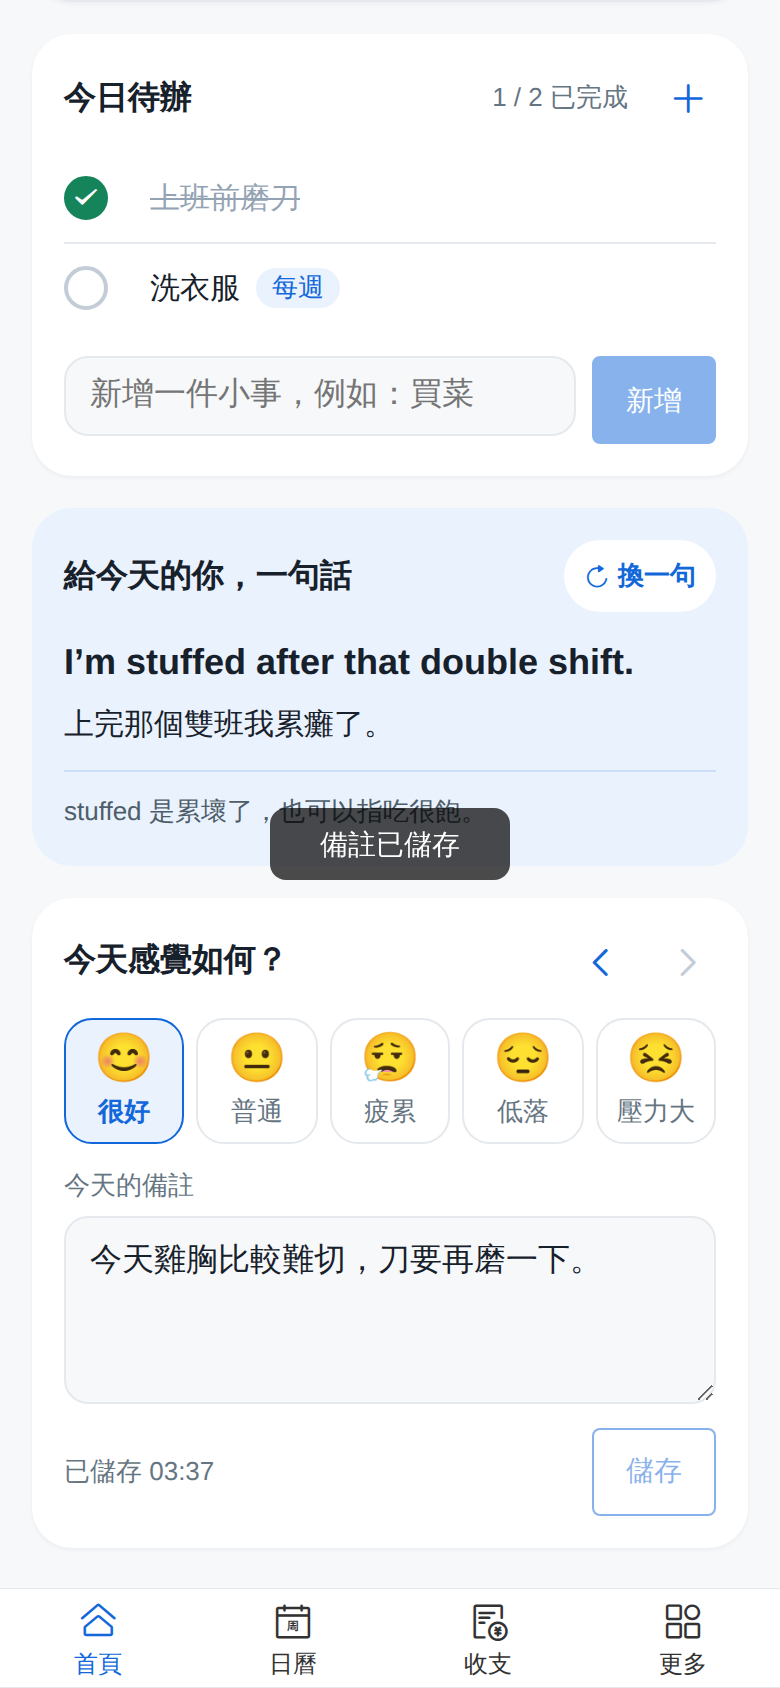 今日待辦
1 / 2 已完成
上班前磨刀
洗衣服 每週
新增一件小事，例如：買菜
新增
給今天的你，一句話
換一句
I’m stuffed after that double shift.
上完那個雙班我累癱了。
stuffed 是累壞了，也可以指吃很飽。
備註已儲存
今天感覺如何？
很好 普通 疲累 低落 壓力大
今天的備註
今天雞胸比較難切，刀要再磨一下。
已儲存 03:37
儲存
周 ¥
首頁 日曆 收支 更多